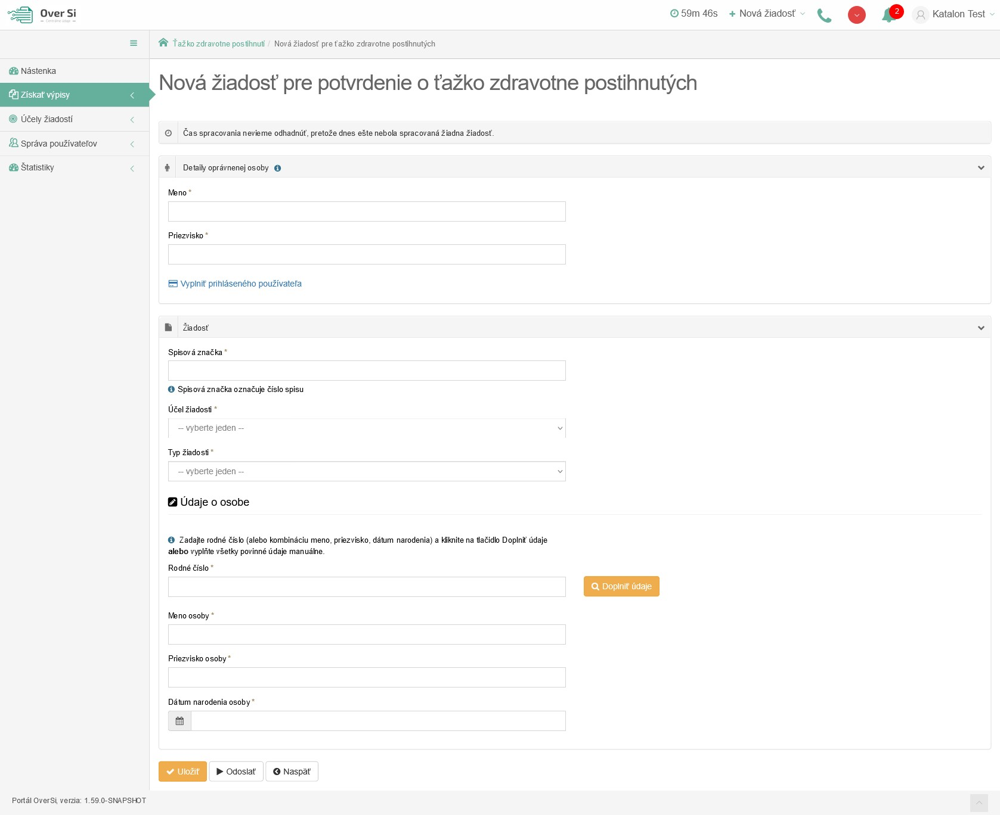 Over Si
Centrálne údaje
59m 46s
Nová žiadosť
2
Katalon Test
Ťažko zdravotne postihnutí / Nová žiadosť pre ťažko zdravotne postihnutých
Nástenka
Získať výpisy
Účely žiadostí
Správa používateľov
Štatistiky
Nová žiadosť pre potvrdenie o ťažko zdravotne postihnutých
Čas spracovania nevieme odhadnúť, pretože dnes ešte nebola spracovaná žiadna žiadosť.
Detaily oprávnenej osoby
Meno *
Priezvisko *
Vyplniť prihláseného používateľa
Žiadosť
Spisová značka *
Spisová značka označuje číslo spisu
Účel žiadosti *
-- vyberte jeden --
Typ žiadosti *
-- vyberte jeden --
Údaje o osobe
Zadajte rodné číslo (alebo kombináciu meno, priezvisko, dátum narodenia) a kliknite na tlačidlo Doplniť údaje
alebo vyplňte všetky povinné údaje manuálne.
Rodné číslo *
Doplniť údaje
Meno osoby *
Priezvisko osoby *
Dátum narodenia osoby *
Uložiť
Odoslať
Naspäť
Portál OverSi, verzia: 1.59.0-SNAPSHOT